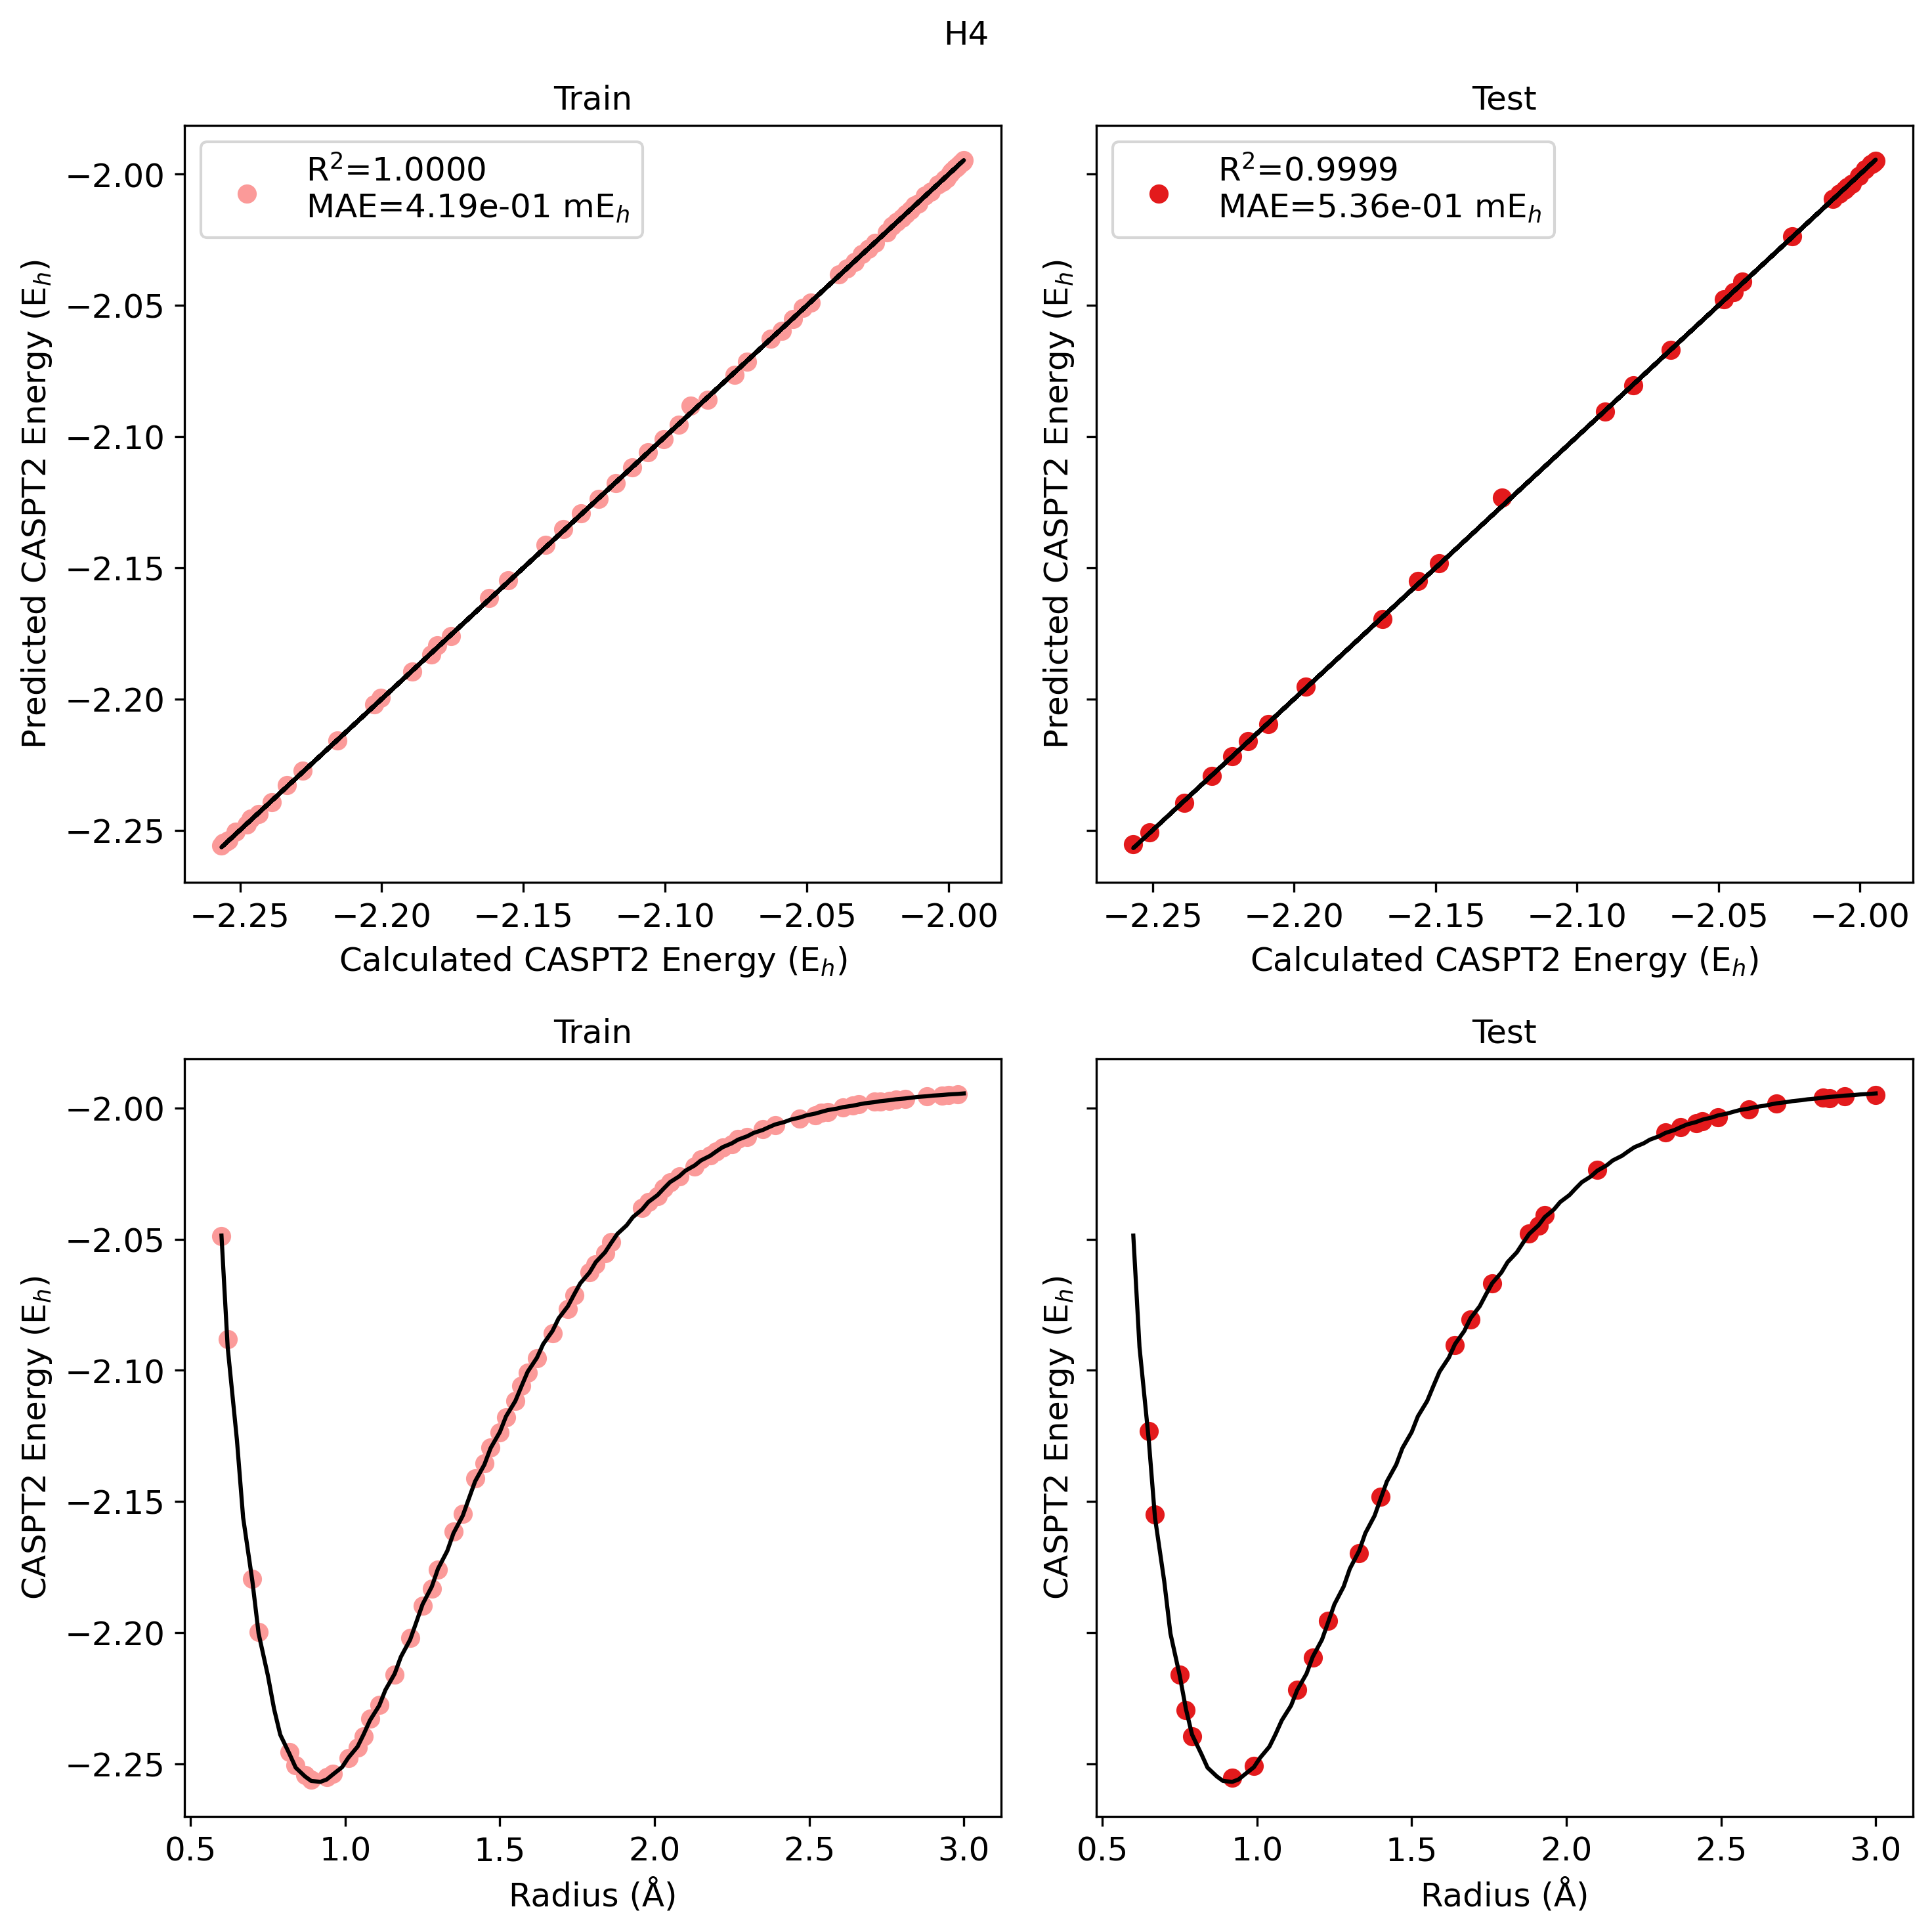 H4
Train
Test
R²=1.0000
MAE=4.19e-01 mEₕ
R²=0.9999
MAE=5.36e-01 mEₕ
Predicted CASPT2 Energy (Eₕ)
−2.00
−2.05
−2.10
−2.15
−2.20
−2.25
Predicted CASPT2 Energy (Eₕ)
−2.25 −2.20 −2.15 −2.10 −2.05 −2.00
−2.25 −2.20 −2.15 −2.10 −2.05 −2.00
Calculated CASPT2 Energy (Eₕ)
Calculated CASPT2 Energy (Eₕ)
Train
Test
CASPT2 Energy (Eₕ)
−2.00
−2.05
−2.10
−2.15
−2.20
−2.25
CASPT2 Energy (Eₕ)
0.5 1.0 1.5 2.0 2.5 3.0
0.5 1.0 1.5 2.0 2.5 3.0
Radius (Å)
Radius (Å)